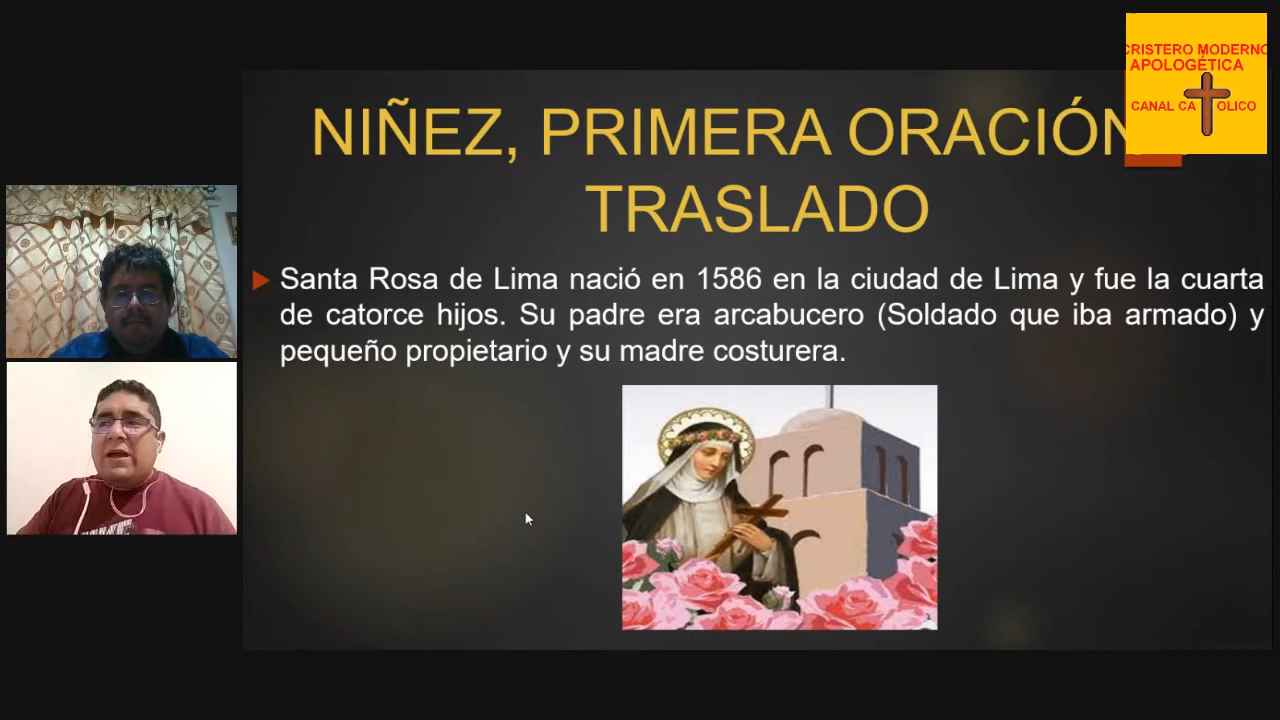 CRISTERO MODERNO
APOLOGÉTICA
CANAL CA OLICO
NIÑEZ, PRIMERA ORACIÓN
TRASLADO
Santa Rosa de Lima nació en 1586 en la ciudad de Lima y fue la cuarta
de catorce hijos. Su padre era arcabucero (Soldado que iba armado) y
pequeño propietario y su madre costurera.